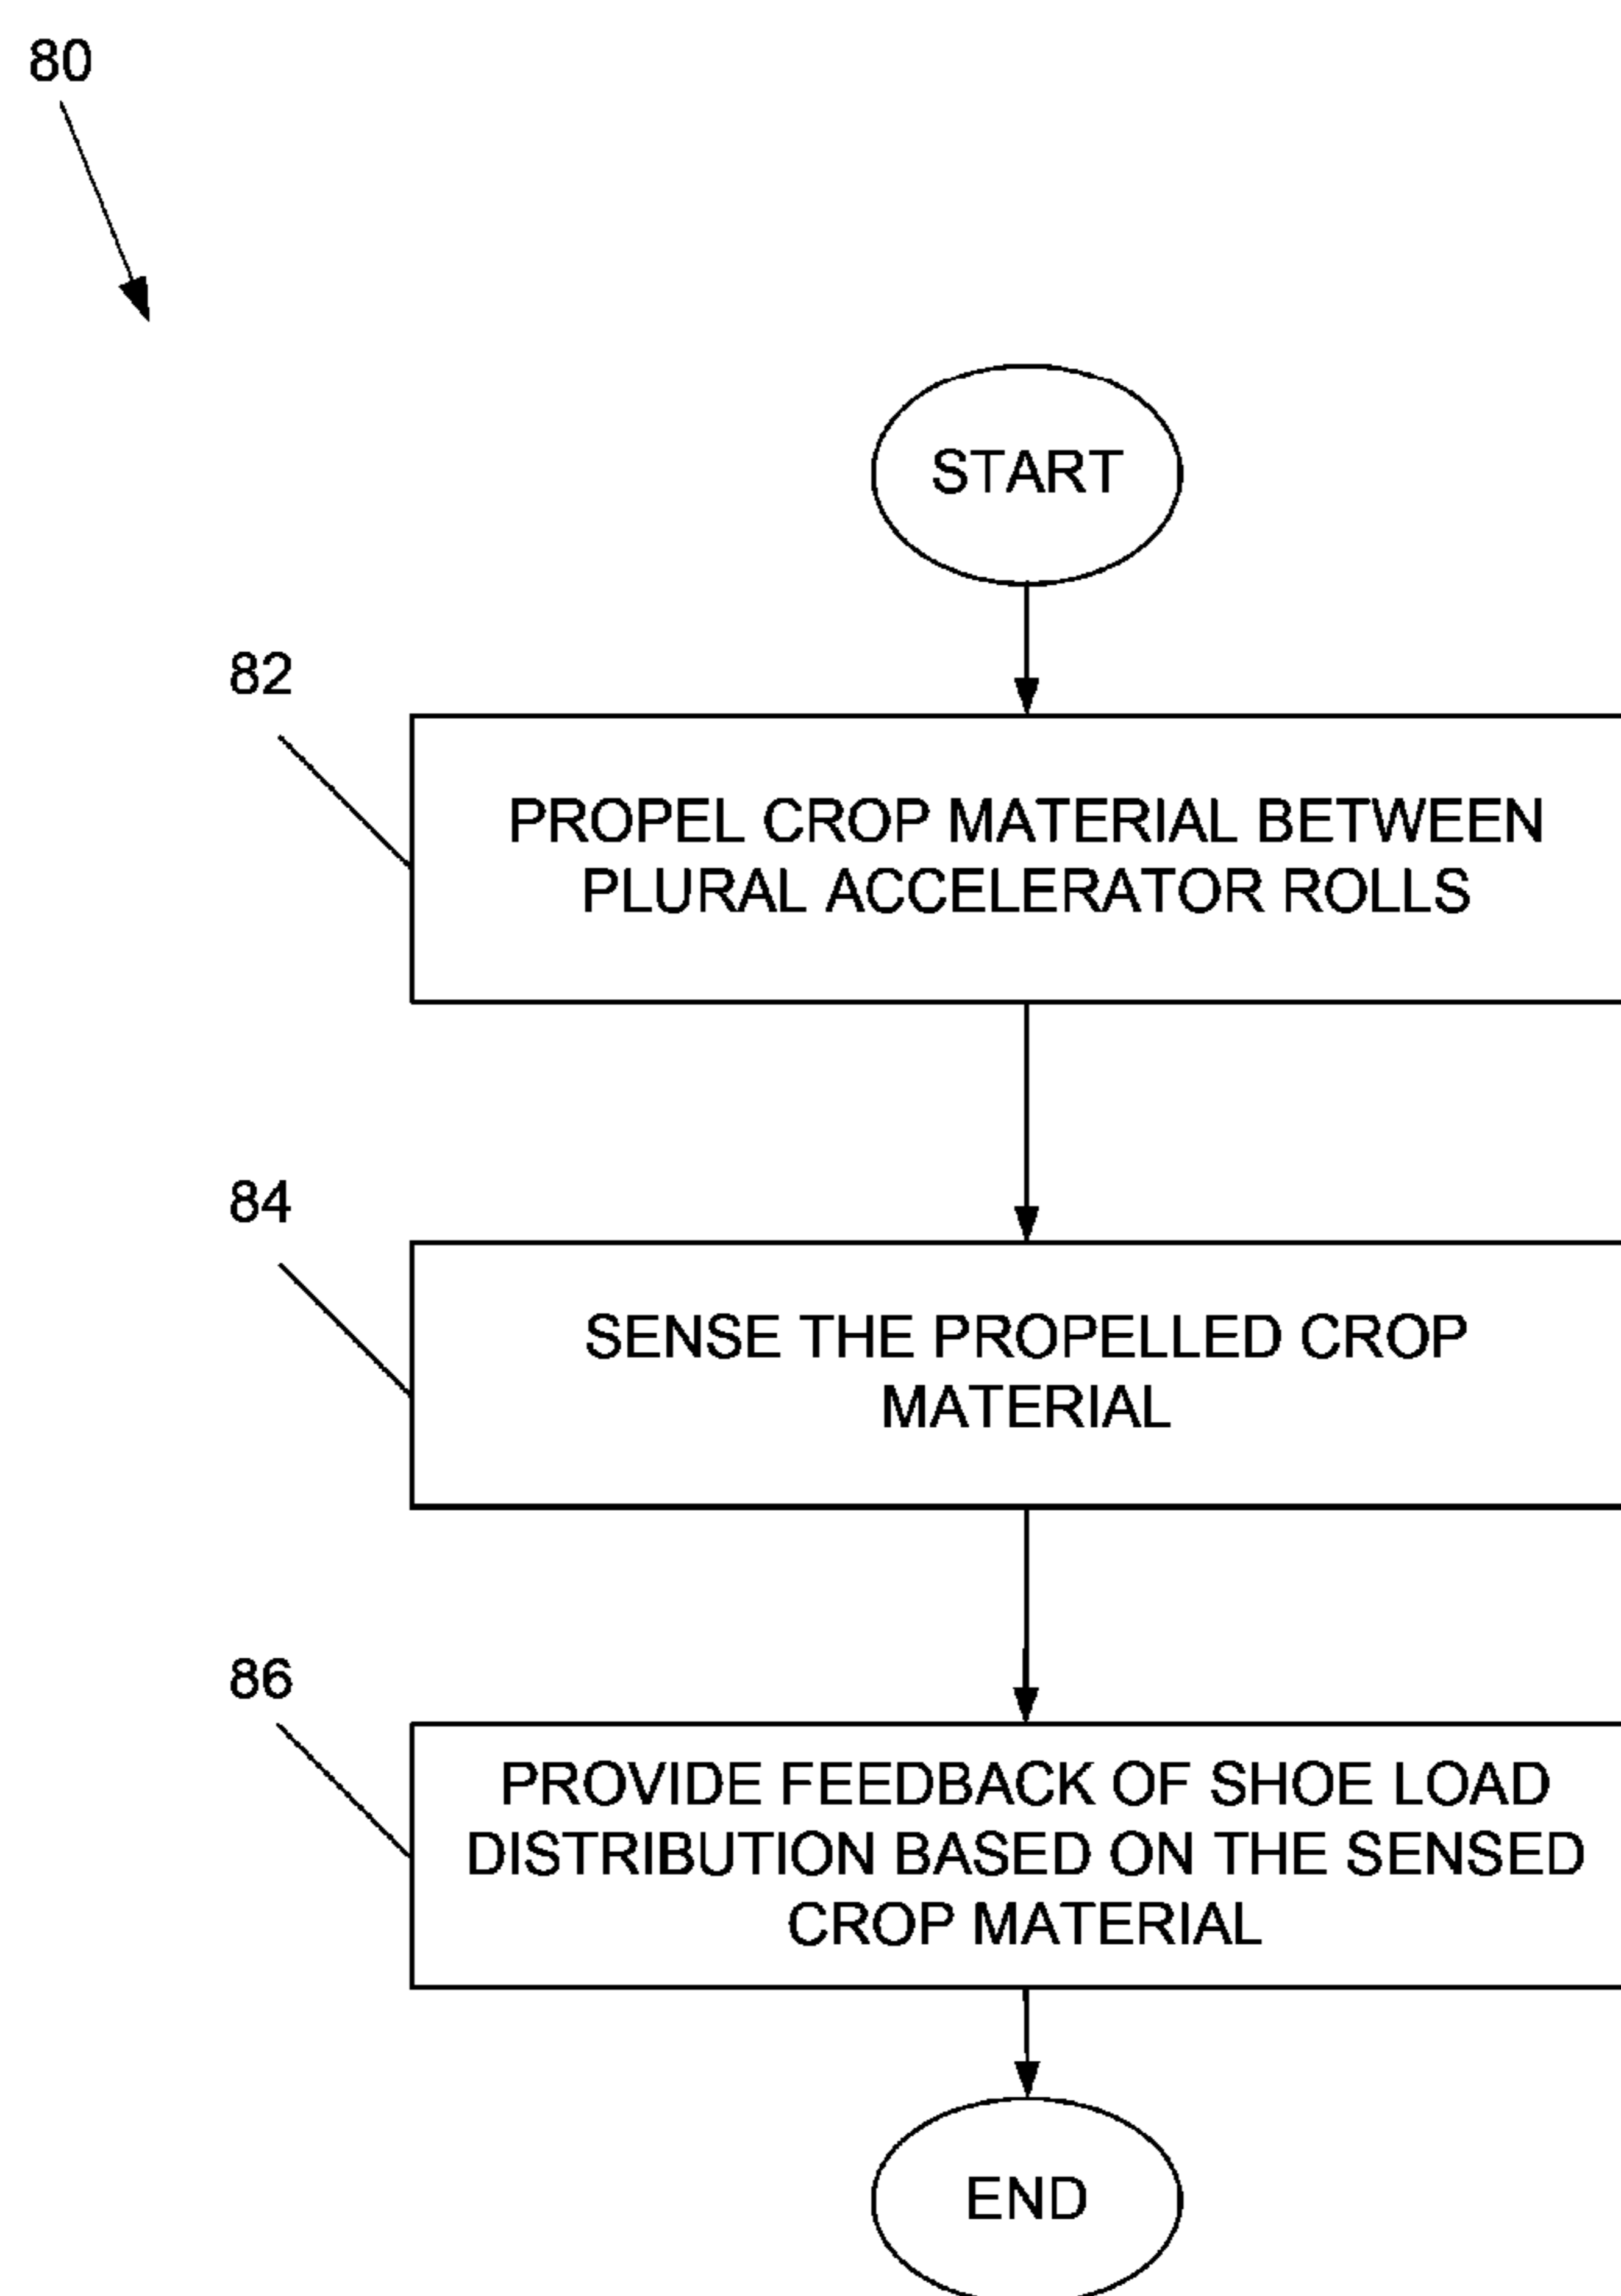 80
START
82
PROPEL CROP MATERIAL BETWEEN
PLURAL ACCELERATOR ROLLS
84
SENSE THE PROPELLED CROP
MATERIAL
86
PROVIDE FEEDBACK OF SHOE LOAD
DISTRIBUTION BASED ON THE SENSED
CROP MATERIAL
END